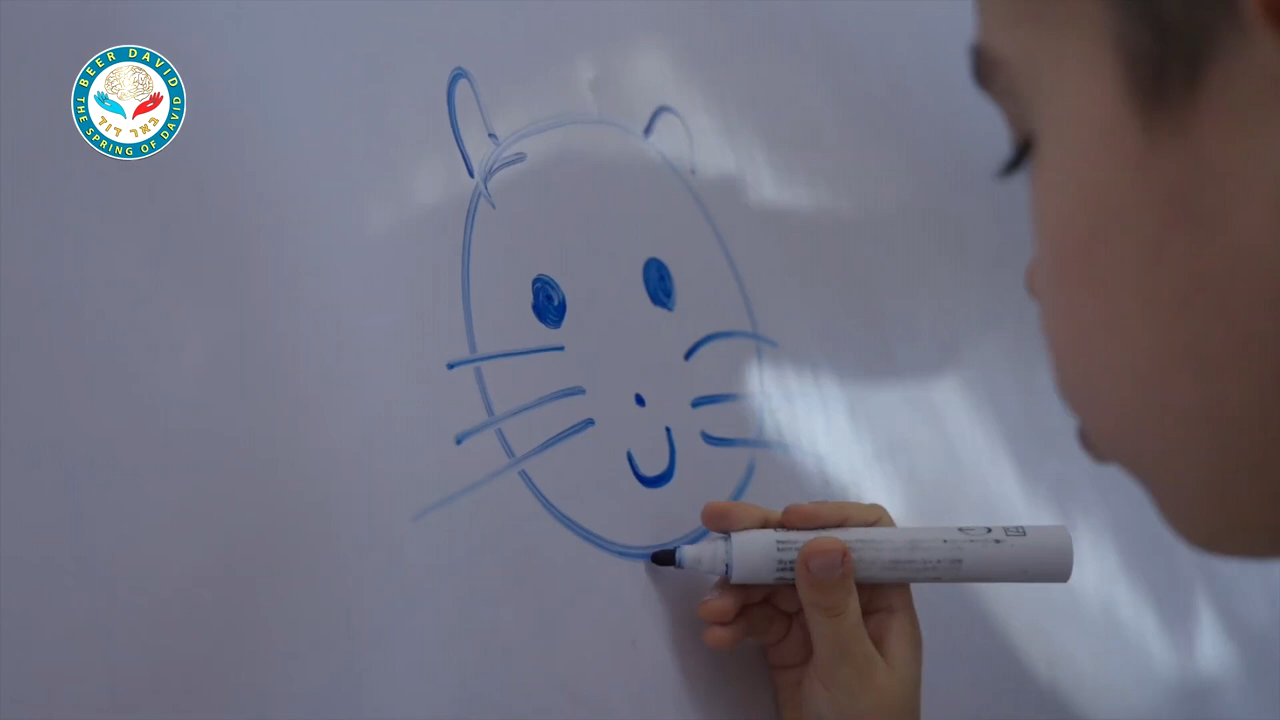 BEER DAVID
באר דוד
THE SPRING OF DAVID